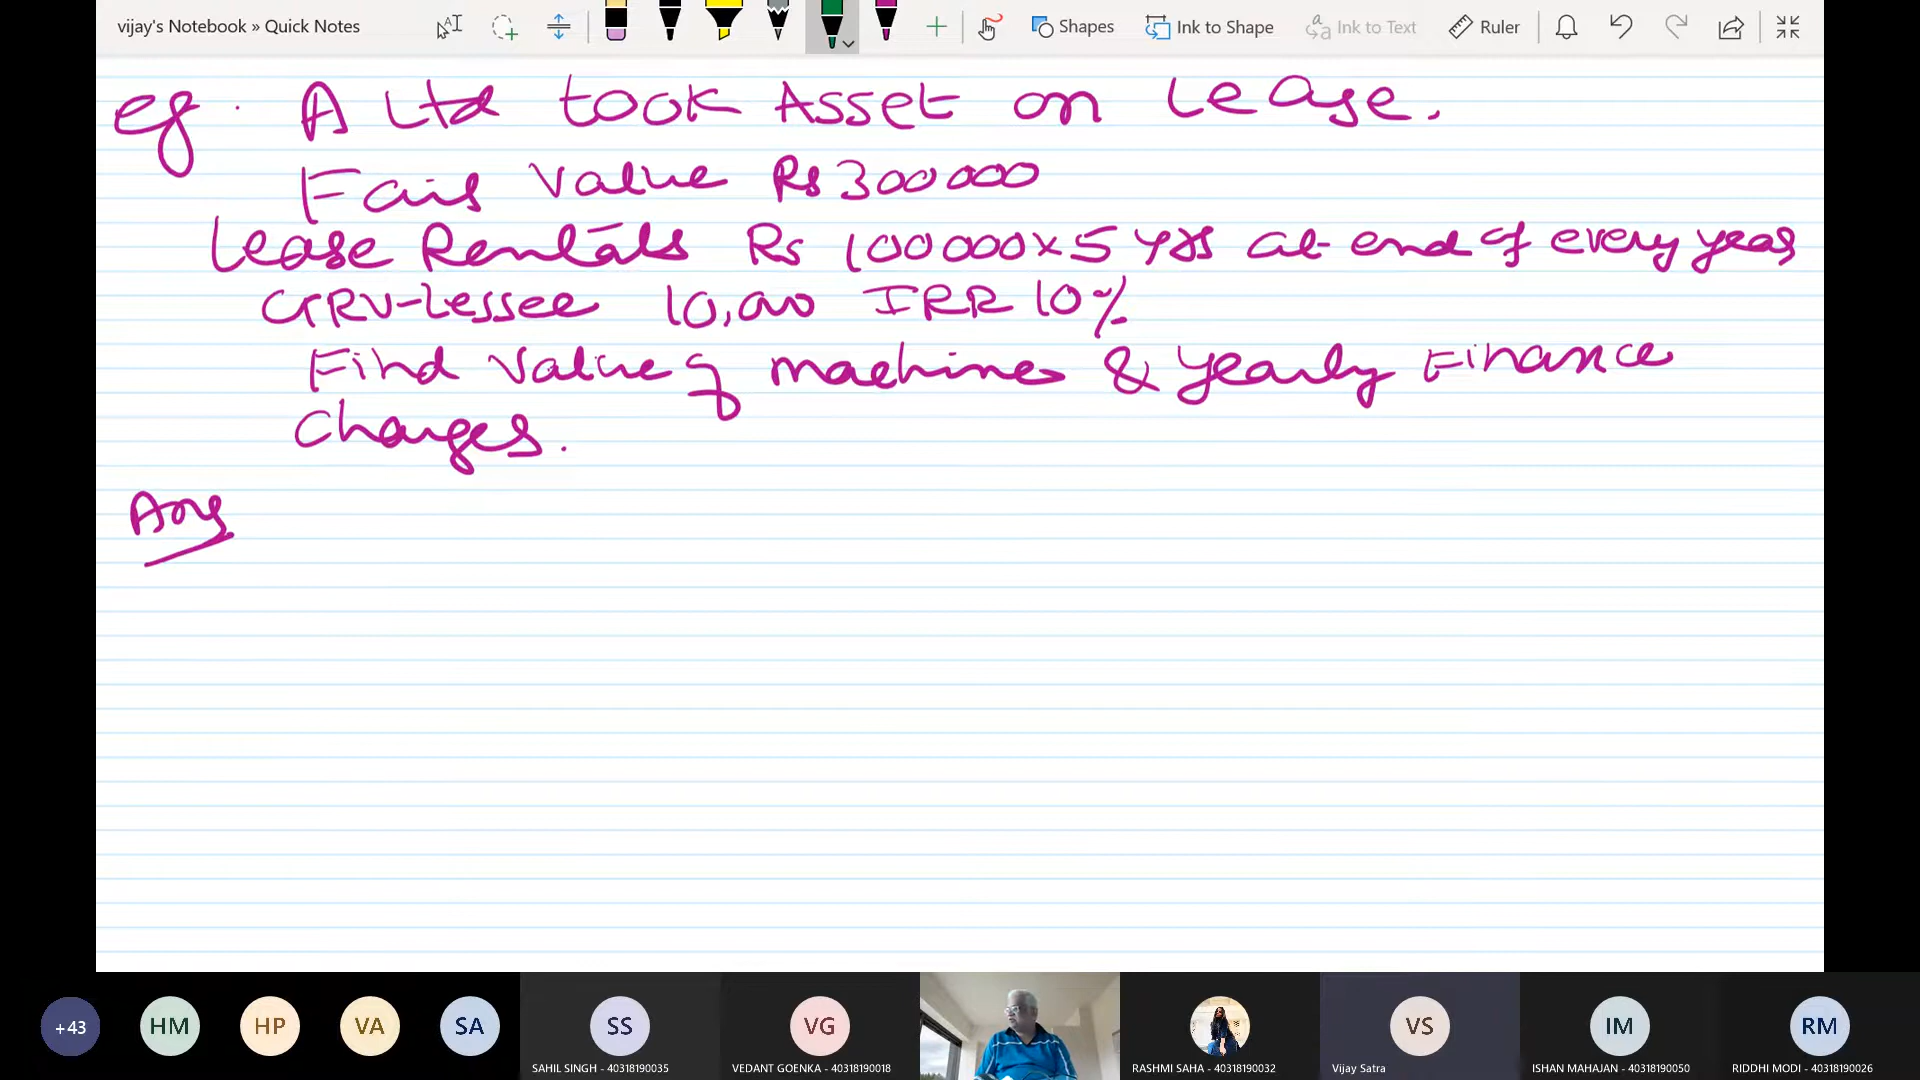 vijay's Notebook » Quick Notes
Shapes
Ink to Shape
Ink to Text
Ruler
eg. A Ltd took Asset on Lease.
Fair Value Rs 300000
Lease Rentals Rs 100000 x 5 yrs at end of every year
GRV-Lessee 10,000 IRR 10%
Find Value of machines & yearly Finance
Charges.
Ans
+43
HM
HP
VA
SA
SS
VG
VS
IM
RM
SAHIL SINGH - 40318190035
VEDANT GOENKA - 40318190018
RASHMI SAHA - 40318190032
Vijay Satra
ISHAN MAHAJAN - 40318190050
RIDDHI MODI - 40318190026